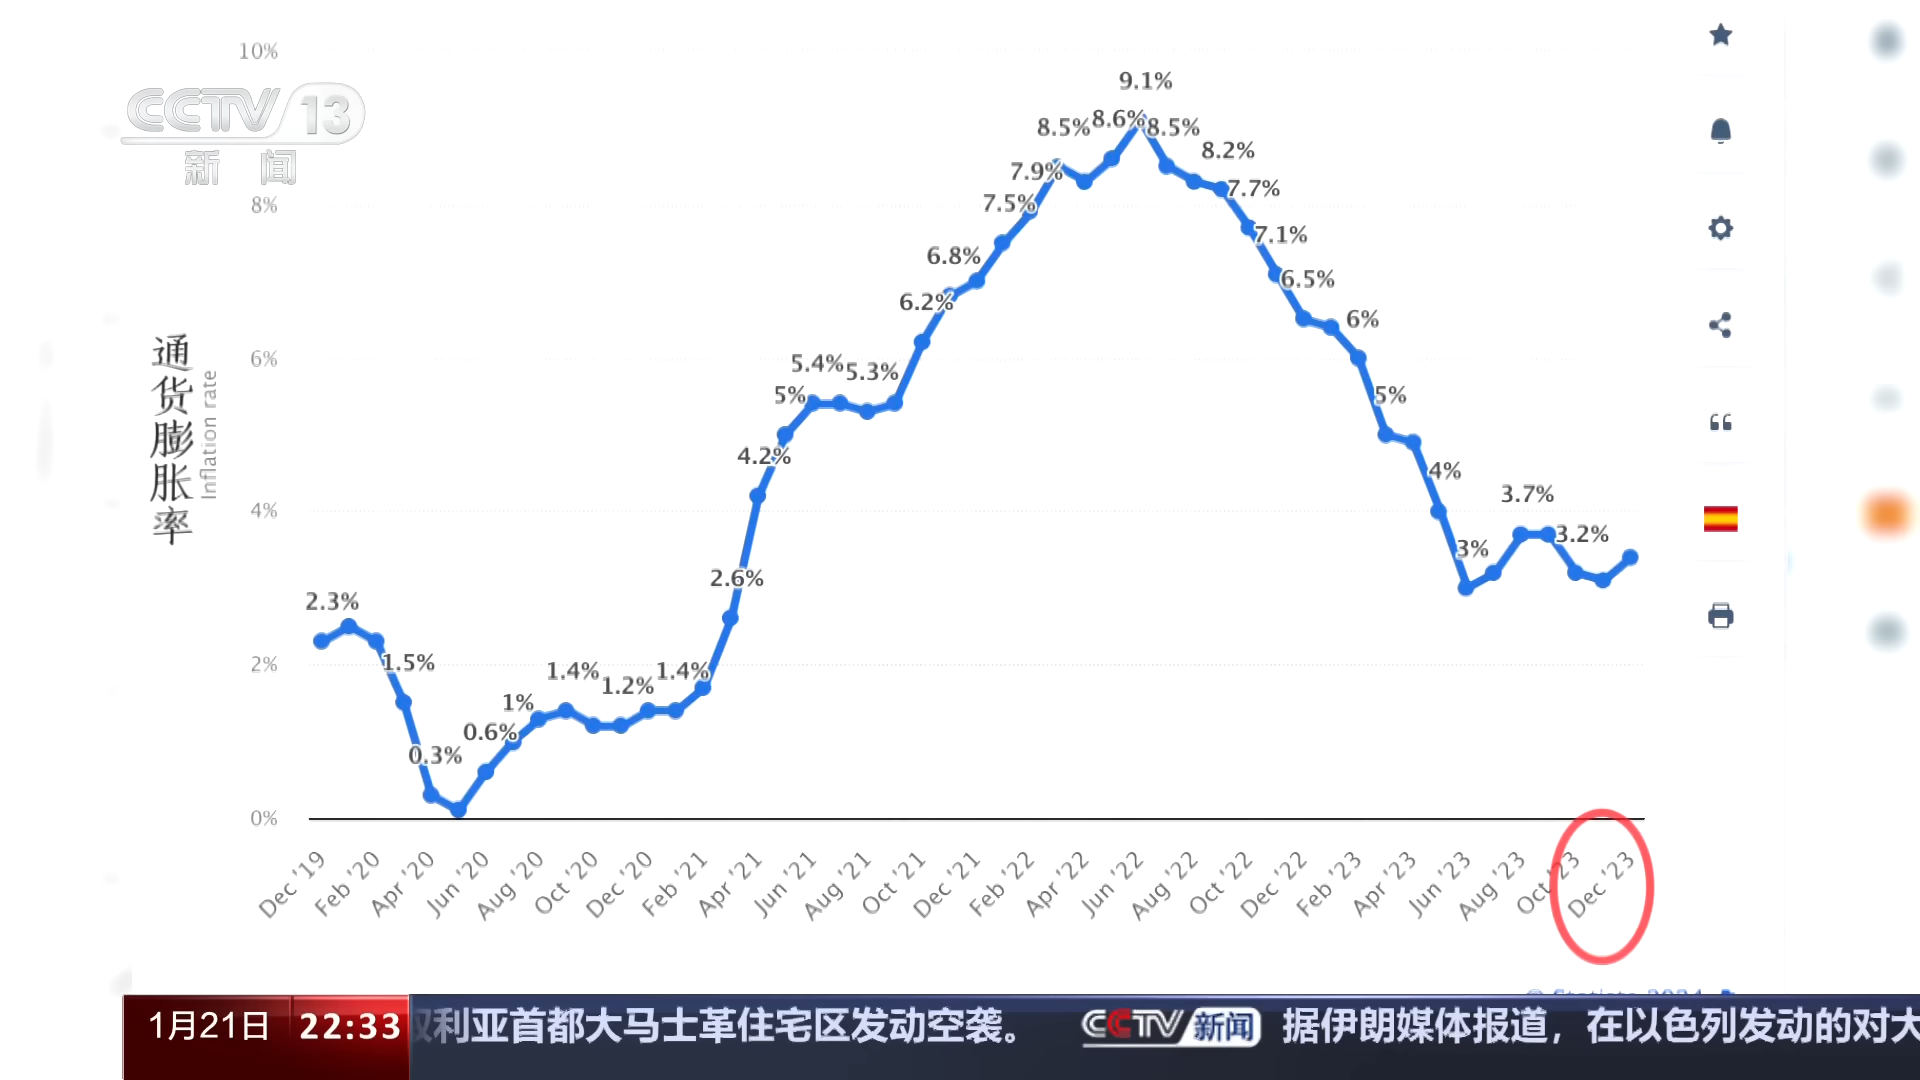 10%
8%
6%
4%
2%
0%
CCTV 13
新 闻
通货膨胀率
Inflation rate
2.3%
1.5%
0.3%
0.6%
1%
1.4%
1.2%
1.4%
2.6%
4.2%
5%
5.4%
5.3%
6.2%
6.8%
7.5%
7.9%
8.5%
8.6%
9.1%
8.5%
8.2%
7.7%
7.1%
6.5%
6%
5%
4%
3%
3.7%
3.2%
Dec '19
Feb '20
Apr '20
Jun '20
Aug '20
Oct '20
Dec '20
Feb '21
Apr '21
Jun '21
Aug '21
Oct '21
Dec '21
Feb '22
Apr '22
Jun '22
Aug '22
Oct '22
Dec '22
Feb '23
Apr '23
Jun '23
Aug '23
Oct '23
Dec '23
1月21日 22:33 利亚首都大马士革住宅区发动空袭。 CCTV 新闻 据伊朗媒体报道，在以色列发动的对大